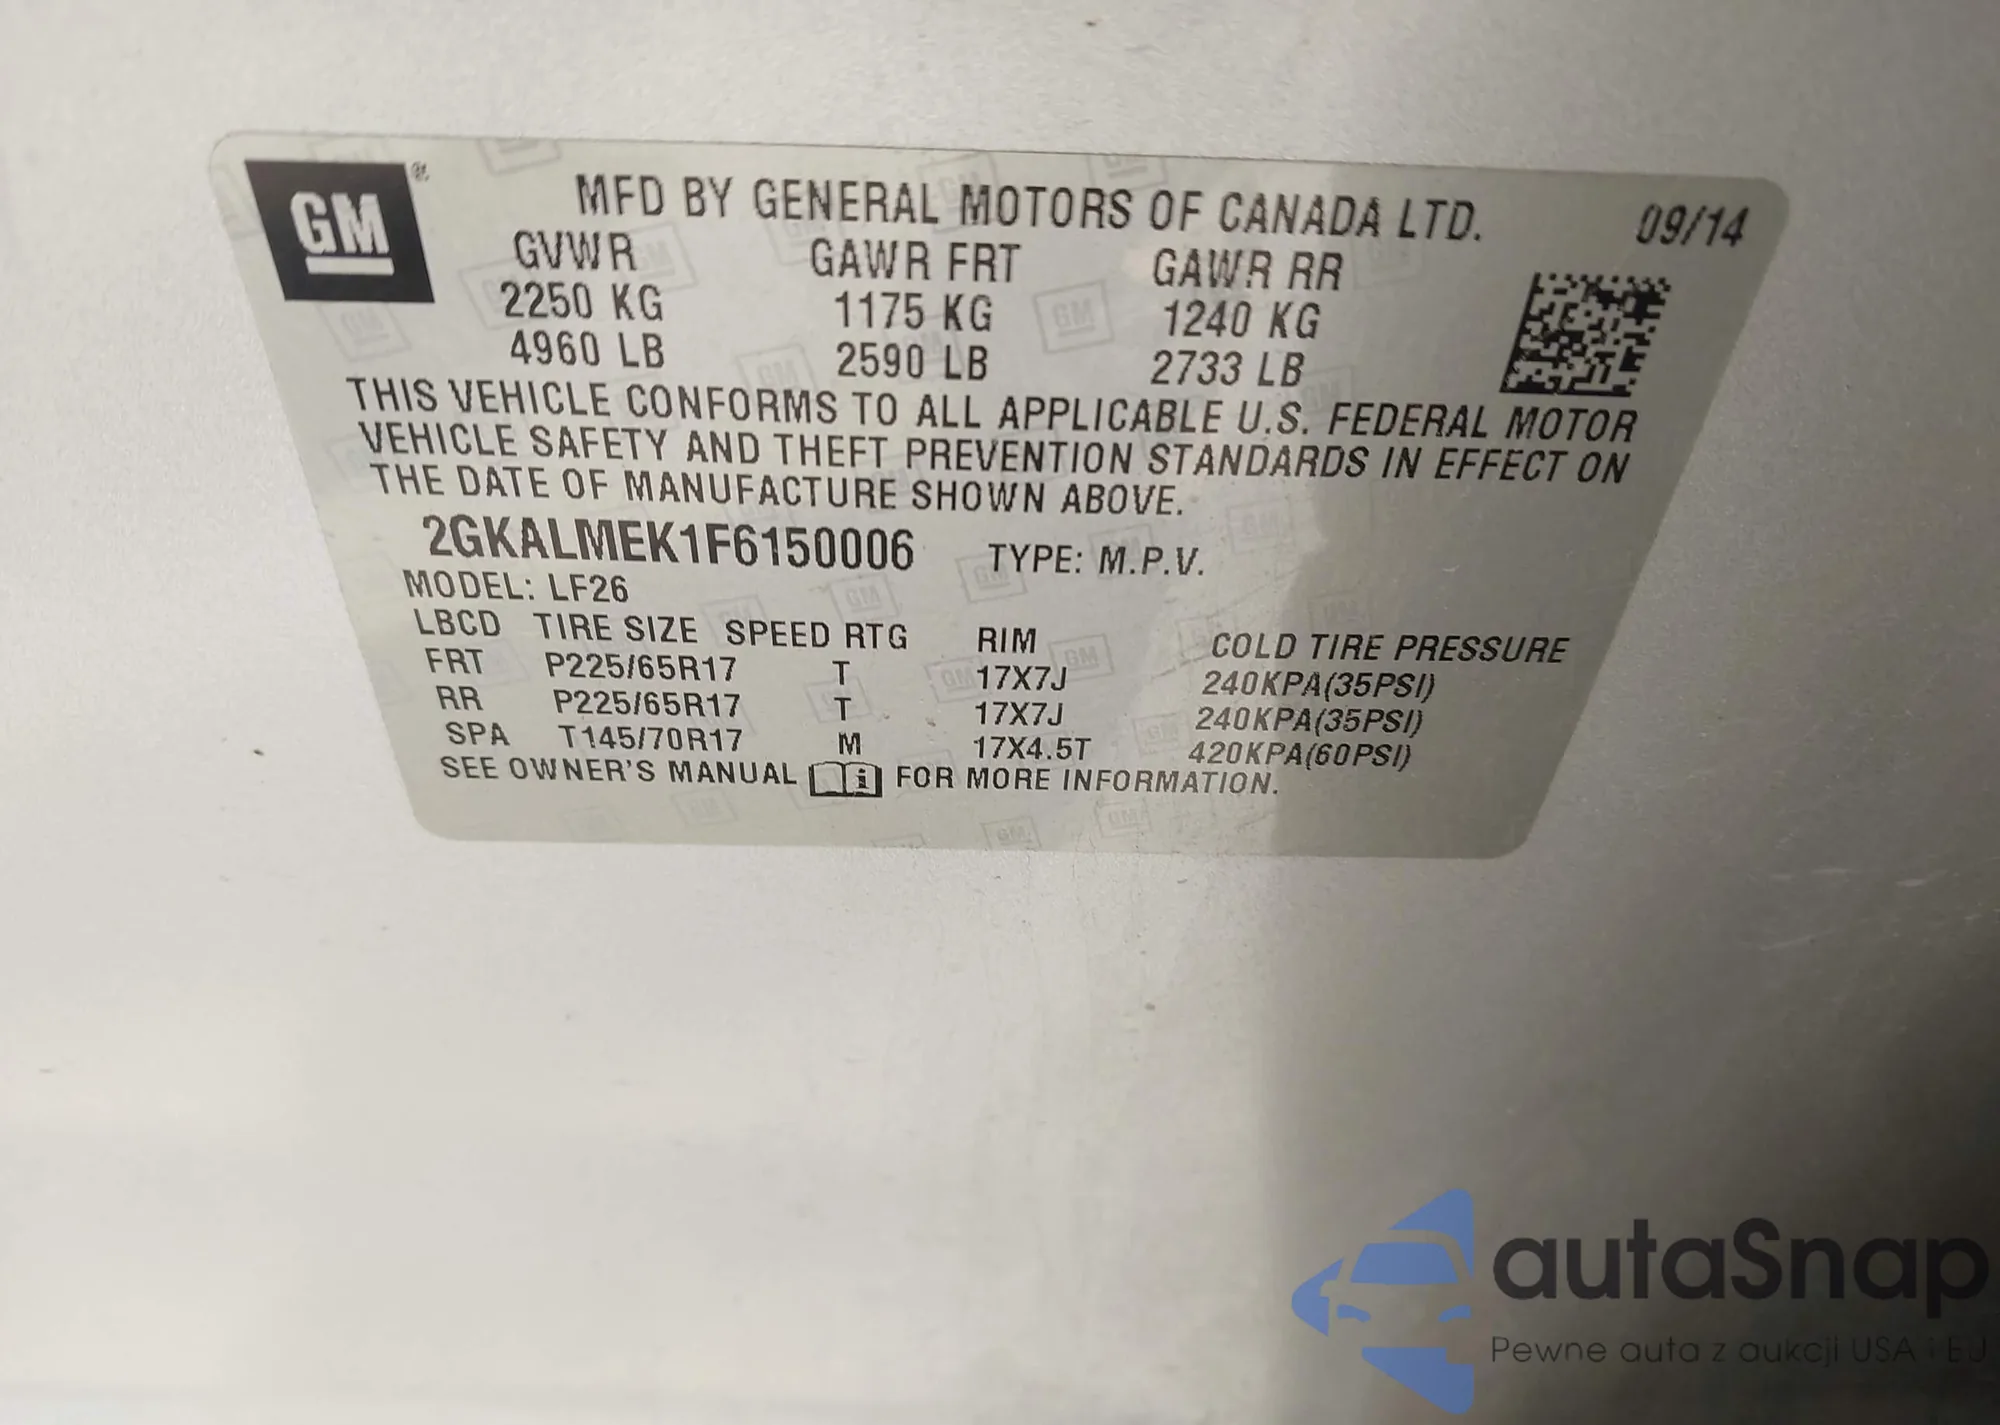 GM ®
MFD BY GENERAL MOTORS OF CANADA LTD. 09/14
GVWR GAWR FRT GAWR RR
2250 KG 1175 KG 1240 KG
4960 LB 2590 LB 2733 LB
THIS VEHICLE CONFORMS TO ALL APPLICABLE U.S. FEDERAL MOTOR
VEHICLE SAFETY AND THEFT PREVENTION STANDARDS IN EFFECT ON
THE DATE OF MANUFACTURE SHOWN ABOVE.
2GKALMEK1F6150006 TYPE: M.P.V.
MODEL: LF26
LBCD TIRE SIZE SPEED RTG RIM COLD TIRE PRESSURE
FRT P225/65R17 T 17X7J 240KPA(35PSI)
RR P225/65R17 T 17X7J 240KPA(35PSI)
SPA T145/70R17 M 17X4.5T 420KPA(60PSI)
SEE OWNER'S MANUAL i FOR MORE INFORMATION.
autaSnap
Pewne auta z aukcji USA i EU